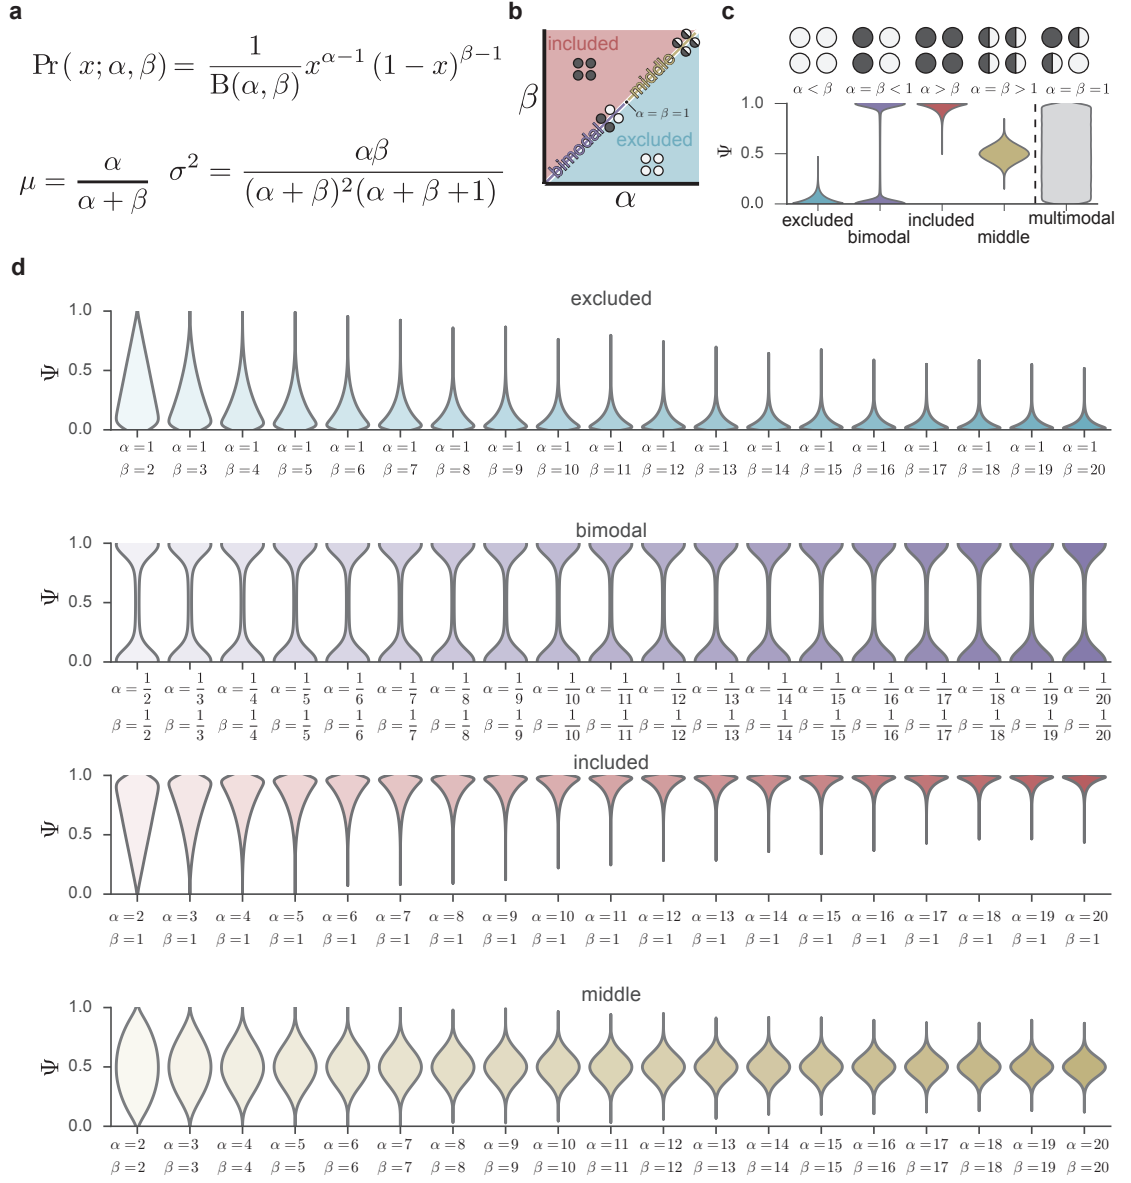 a
Pr( x; α, β) = 1 / B(α, β) x^{α−1} (1 − x)^{β−1}
μ = α / (α + β) σ² = αβ / ((α + β)²(α + β +1))
b
included
middle
α = β = 1
bimodal
excluded
β
α
c
α < β α = β < 1 α > β α = β > 1 α = β = 1
1.0
Ψ 0.5
0.0
excluded bimodal included middle multimodal
d
excluded
1.0
Ψ 0.5
0.0
α =1 α =1 α =1 α =1 α =1 α =1 α =1 α =1 α =1 α =1 α =1 α =1 α =1 α =1 α =1 α =1 α =1 α =1 α =1
β =2 β =3 β =4 β =5 β =6 β =7 β =8 β =9 β =10 β =11 β =12 β =13 β =14 β =15 β =16 β =17 β =18 β =19 β =20
bimodal
1.0
Ψ 0.5
0.0
α = 1/2 α = 1/3 α = 1/4 α = 1/5 α = 1/6 α = 1/7 α = 1/8 α = 1/9 α = 1/10 α = 1/11 α = 1/12 α = 1/13 α = 1/14 α = 1/15 α = 1/16 α = 1/17 α = 1/18 α = 1/19 α = 1/20
β = 1/2 β = 1/3 β = 1/4 β = 1/5 β = 1/6 β = 1/7 β = 1/8 β = 1/9 β = 1/10 β = 1/11 β = 1/12 β = 1/13 β = 1/14 β = 1/15 β = 1/16 β = 1/17 β = 1/18 β = 1/19 β = 1/20
included
1.0
Ψ 0.5
0.0
α =2 α =3 α =4 α =5 α =6 α =7 α =8 α =9 α =10 α =11 α =12 α =13 α =14 α =15 α =16 α =17 α =18 α =19 α =20
β =1 β =1 β =1 β =1 β =1 β =1 β =1 β =1 β =1 β =1 β =1 β =1 β =1 β =1 β =1 β =1 β =1 β =1 β =1
middle
1.0
Ψ 0.5
0.0
α =2 α =3 α =4 α =5 α =6 α =7 α =8 α =9 α =10 α =11 α =12 α =13 α =14 α =15 α =16 α =17 α =18 α =19 α =20
β =2 β =3 β =4 β =5 β =6 β =7 β =8 β =9 β =10 β =11 β =12 β =13 β =14 β =15 β =16 β =17 β =18 β =19 β =20